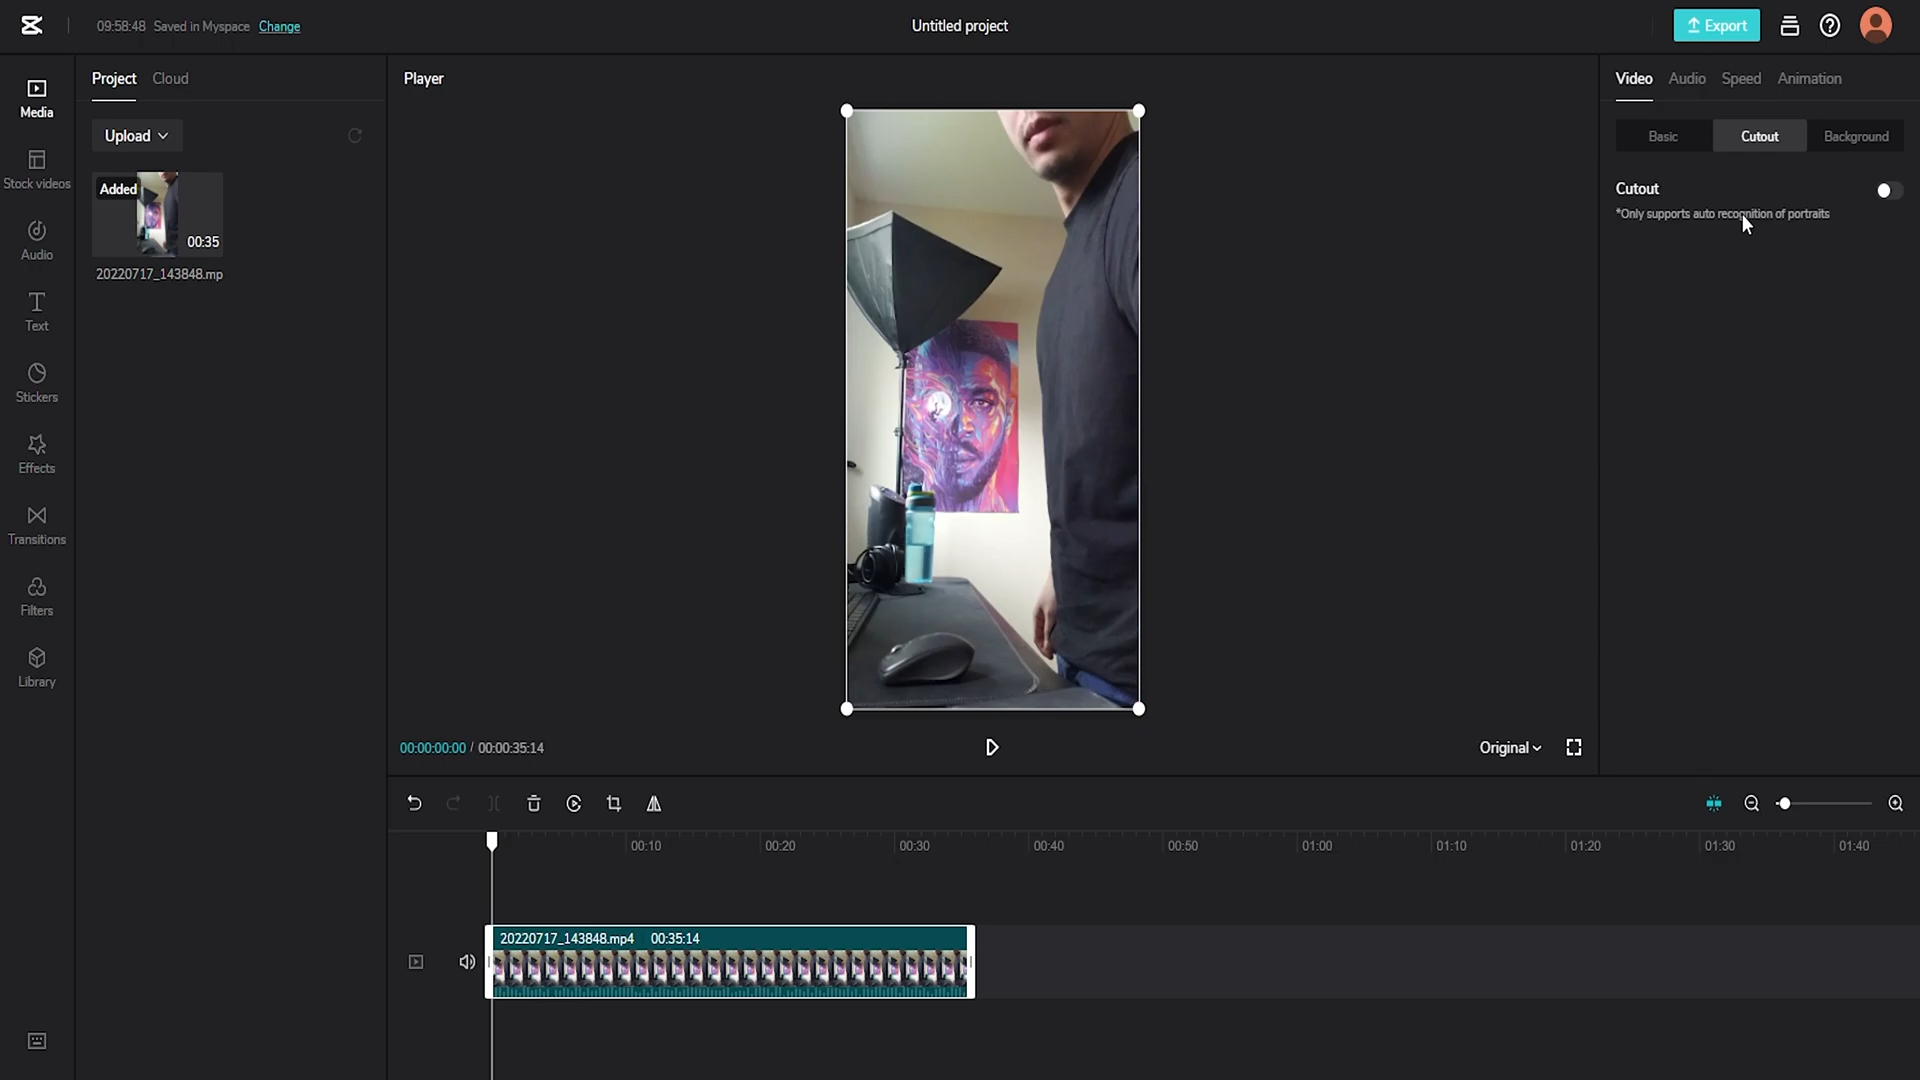 09:58:48 Saved in Myspace Change
Untitled project
Export
Project Cloud
Player
Video Audio Speed Animation
Media
Upload
Basic Cutout Background
Stock videos
Added
00:35
20220717_143848.mp
Cutout
*Only supports auto recognition of portraits
Audio
Text
Stickers
Effects
Transitions
Filters
Library
00:00:00:00 / 00:00:35:14
Original
00:10 00:20 00:30 00:40 00:50 01:00 01:10 01:20 01:30 01:40
20220717_143848.mp4 00:35:14